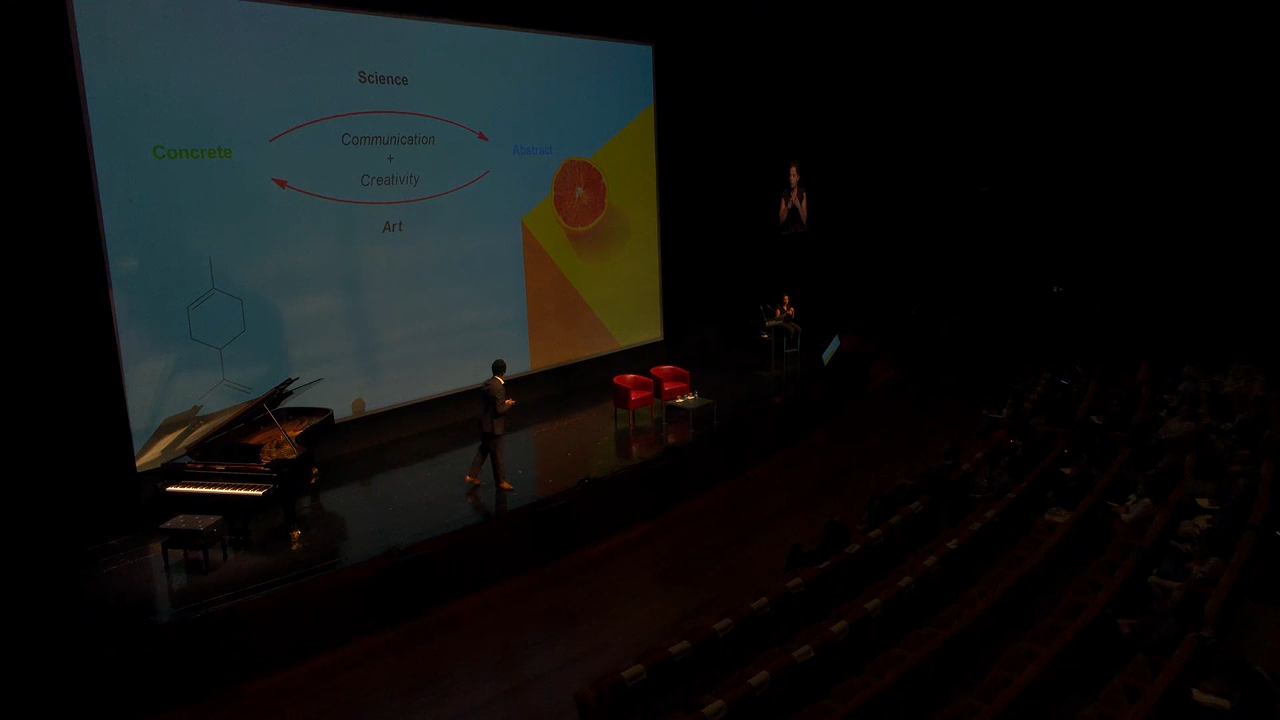 Science
Concrete
Communication
+
Creativity
Abstract
Art